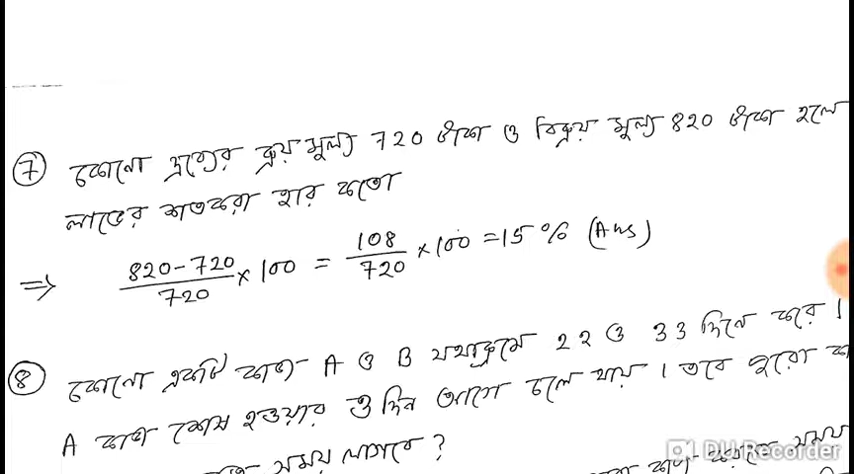 7 কোনো দ্রব্যের ক্রয় মূল্য 720 টাকা ও বিক্রয় মূল্য 820 টাকা হলে
লাভের শতকরা হার কতো
⇒ 820-720/720 × 100 = 108/720 × 100 = 15% (Ans)
8 কোনো একটি কাজ A ও B যথাক্রমে 22 ও 33 দিনে করে।
A কাজ শেষ হওয়ার 3 দিন আগে চলে যায়। তবে পুরো
সময় লাগবে?
সময়
DU Recorder